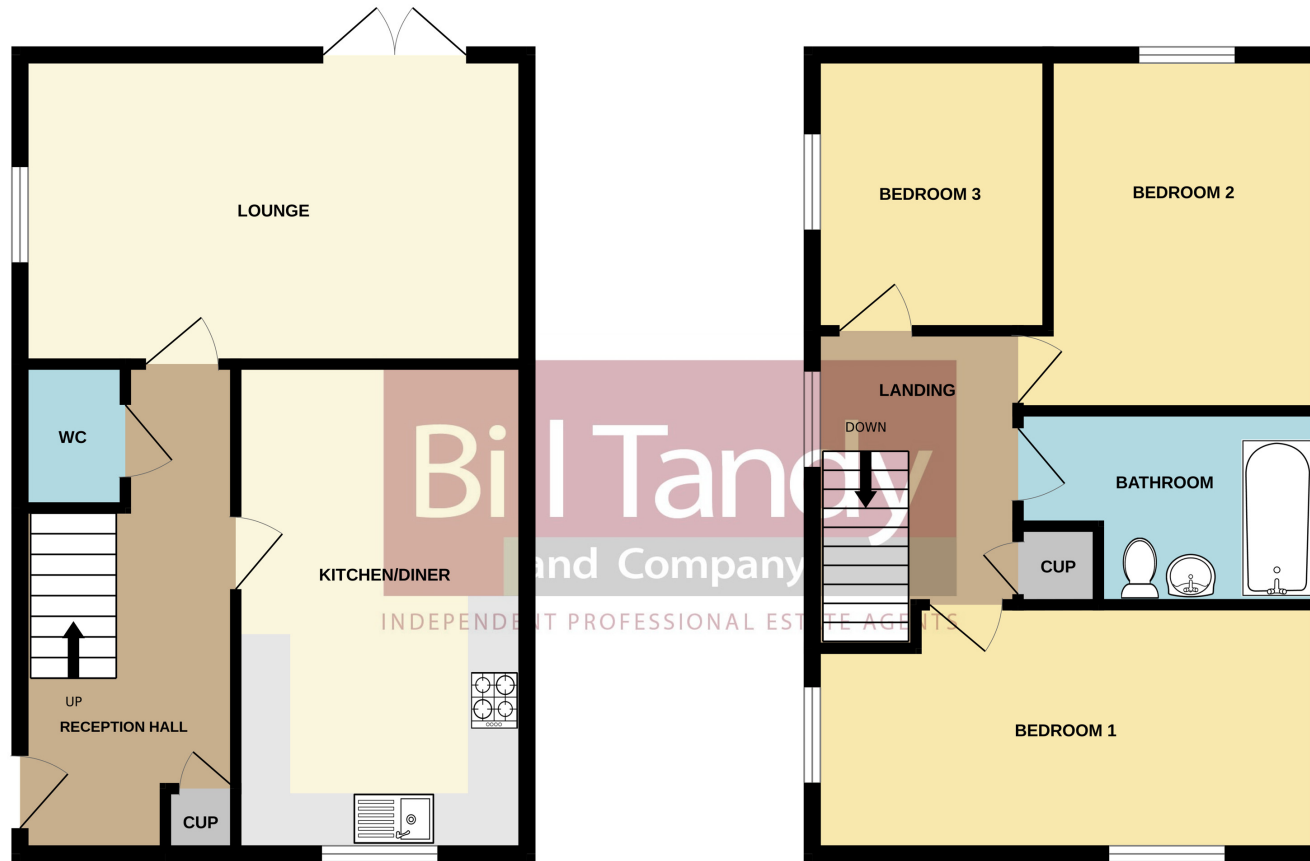 LOUNGE
WC
KITCHEN/DINER
UP
RECEPTION HALL
CUP
BEDROOM 3
BEDROOM 2
LANDING
DOWN
BATHROOM
CUP
BEDROOM 1
Bill Tandy
and Company
INDEPENDENT PROFESSIONAL ESTATE AGENTS